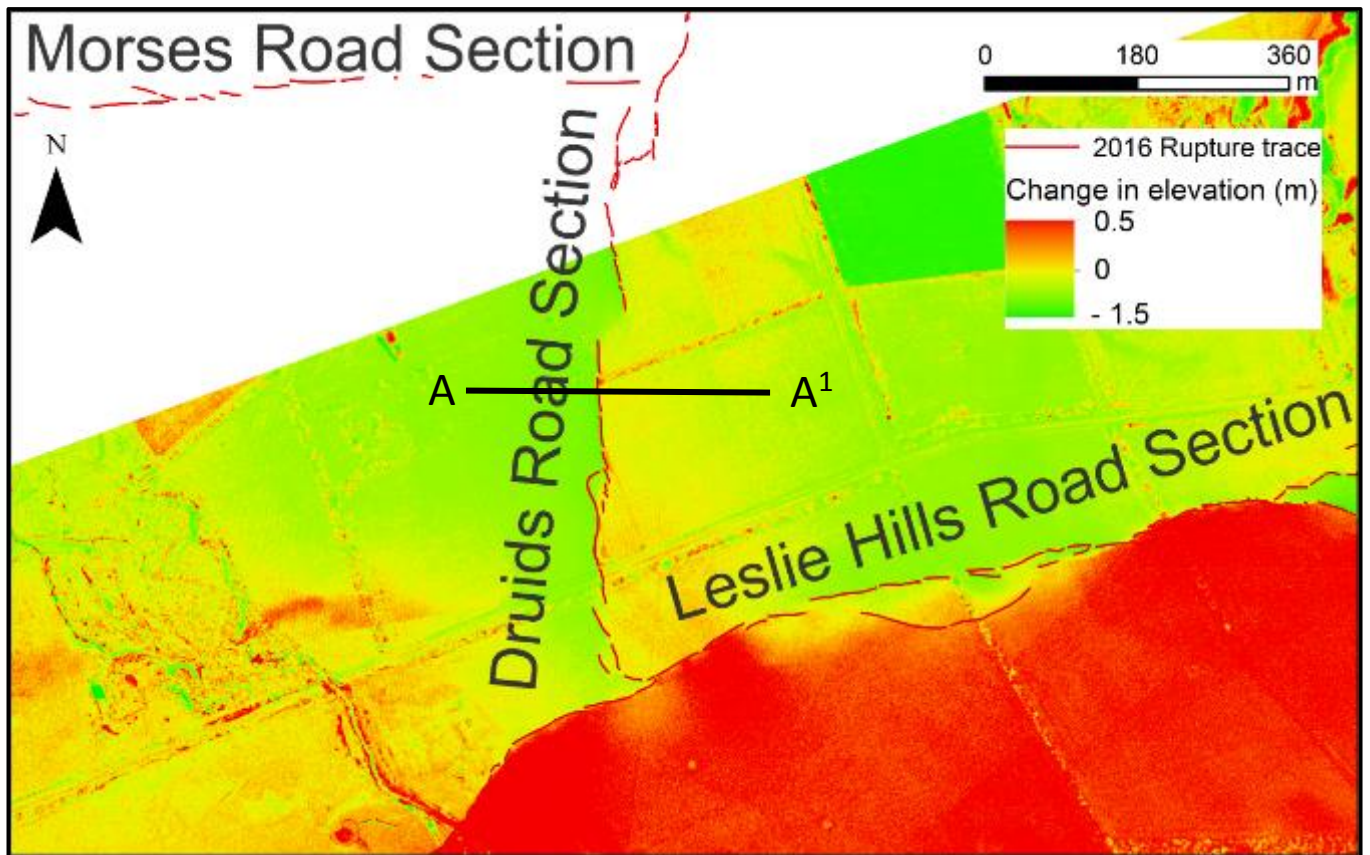 Morses Road Section
0 180 360
m
N
2016 Rupture trace
Change in elevation (m)
0.5
0
- 1.5
Druids Road Section
A A¹
Leslie Hills Road Section